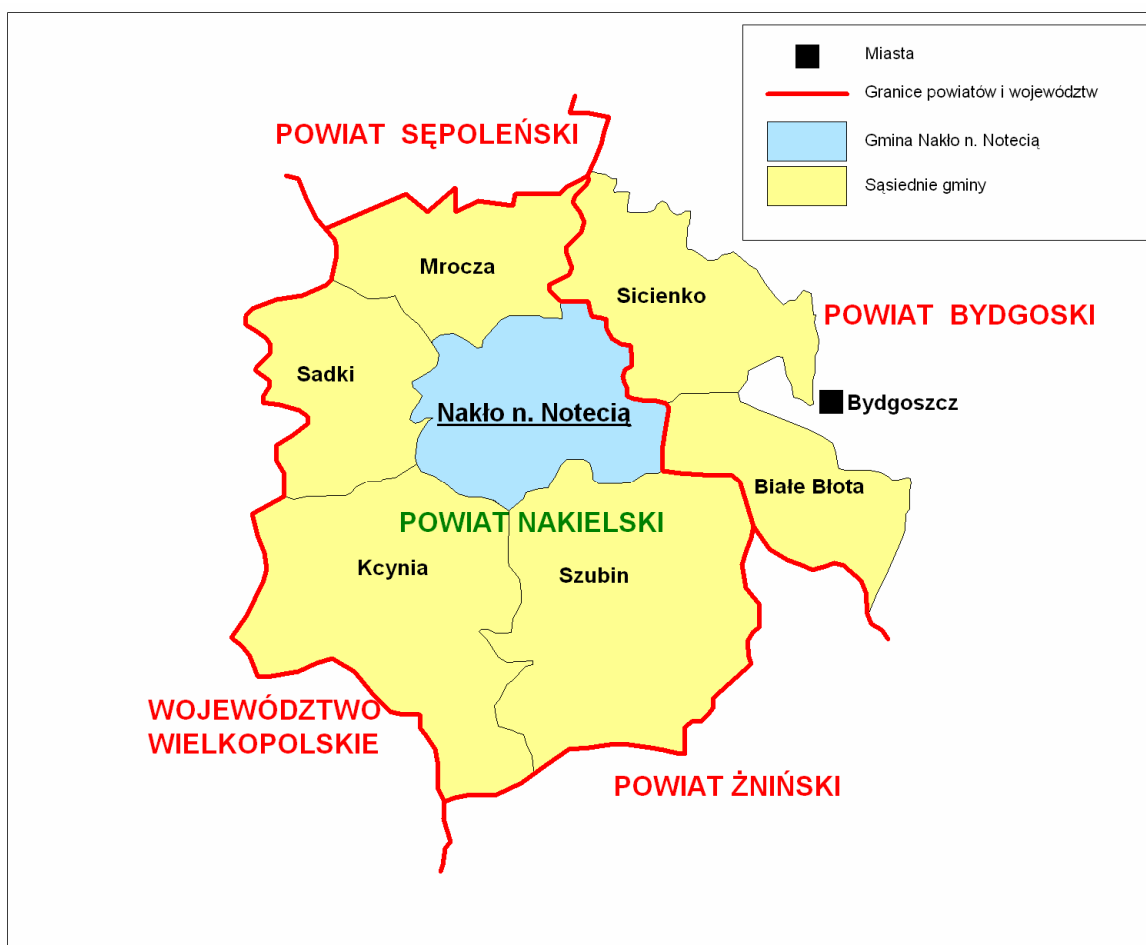 Miasta
Granice powiatów i województw
Gmina Nakło n. Notecią
Sąsiednie gminy
POWIAT SĘPOLEŃSKI
Mrocza
Sicienko
POWIAT BYDGOSKI
Sadki
Nakło n. Notecią
Bydgoszcz
Białe Błota
POWIAT NAKIELSKI
Kcynia
Szubin
WOJEWÓDZTWO
WIELKOPOLSKIE
POWIAT ŻNIŃSKI